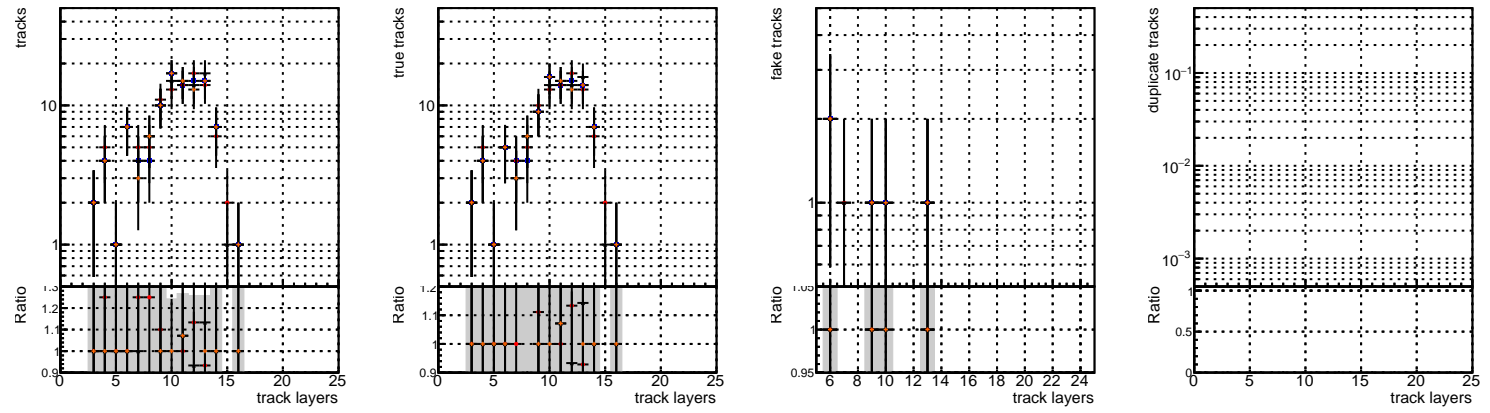 tracks
10
1
Ratio
1.3
1.2
1.1
1
0.9
0 5 10 15 20 25
track layers
true tracks
10
1
Ratio
1.2
1.1
1
0.9
0 5 10 15 20 25
track layers
fake tracks
1
Ratio
1.05
1
0.95
6 8 10 12 14 16 18 20 22 24
track layers
duplicate tracks
10−1
10−2
10−3
Ratio
1
0.5
0
0 5 10 15 20 25
track layers